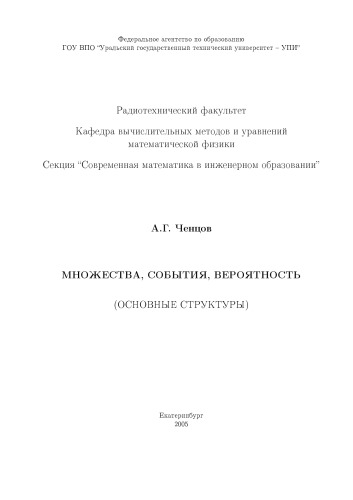 Федеральное агентство по образованию
ГОУ ВПО “Уральский государственный технический университет – УПИ”
Радиотехнический факультет
Кафедра вычислительных методов и уравнений
математической физики
Секция “Современная математика в инженерном образовании”
А.Г. Ченцов
МНОЖЕСТВА, СОБЫТИЯ, ВЕРОЯТНОСТЬ
(ОСНОВНЫЕ СТРУКТУРЫ)
Екатеринбург
2005